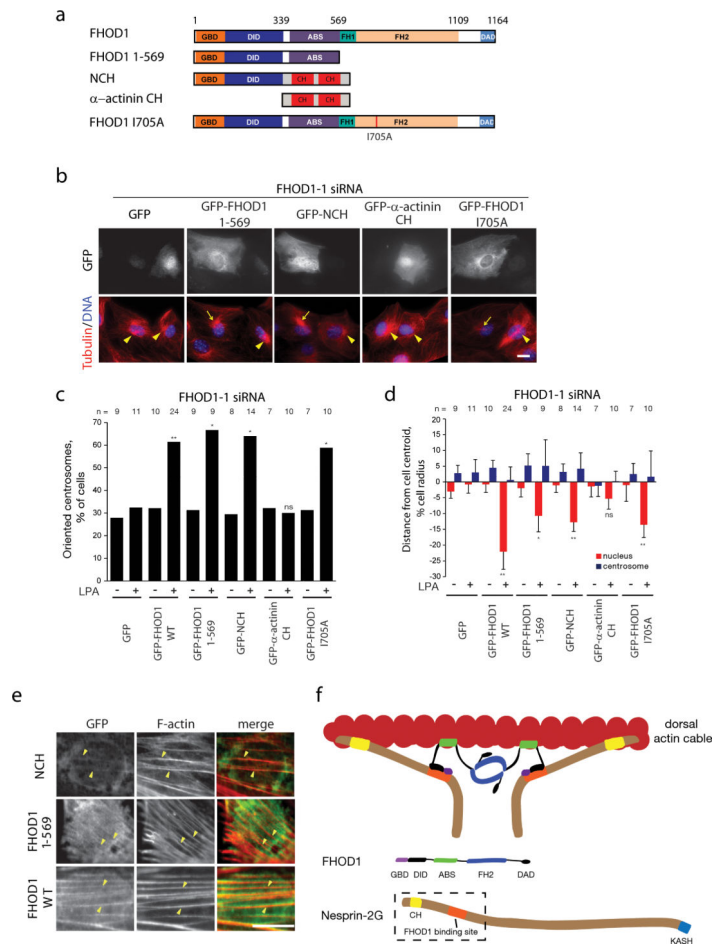 a
1 339 569 1109 1164
FHOD1 GBD DID ABS FH1 FH2 DAD
FHOD1 1-569 GBD DID ABS
NCH GBD DID CH CH
α-actinin CH CH CH
FHOD1 I705A GBD DID ABS FH1 FH2 DAD
I705A
b
FHOD1-1 siRNA
GFP GFP-FHOD1 1-569 GFP-NCH GFP-α-actinin CH GFP-FHOD1 I705A
GFP
Tubulin/DNA
c
FHOD1-1 siRNA
n = 9 11 10 24 9 9 8 14 7 10 7 10
Oriented centrosomes, % of cells
70
60
50
40
30
20
10
0
** * * ns *
LPA - + - + - + - + - + - +
GFP
GFP-FHOD1 WT
GFP-FHOD1 1-569
GFP-NCH
GFP-α-actinin CH
GFP-FHOD1 I705A
d
FHOD1-1 siRNA
n = 9 11 10 24 9 9 8 14 7 10 7 10
Distance from cell centroid, % cell radius
20
15
10
5
0
-5
-10
-15
-20
-25
-30
** * ** ns **
nucleus
centrosome
LPA - + - + - + - + - + - +
GFP
GFP-FHOD1 WT
GFP-FHOD1 1-569
GFP-NCH
GFP-α-actinin CH
GFP-FHOD1 I705A
e
GFP F-actin merge
NCH
FHOD1 1-569
FHOD1 WT
f
dorsal
actin cable
FHOD1
GBD DID ABS FH2 DAD
Nesprin-2G
CH
FHOD1 binding site
KASH